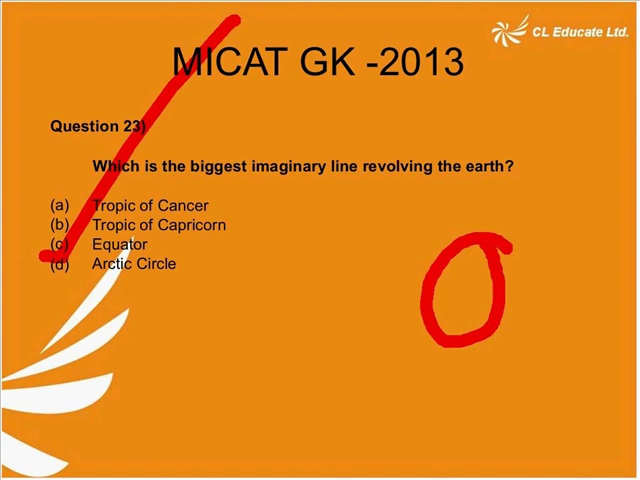 CL Educate Ltd.
MICAT GK -2013
Question 23)
Which is the biggest imaginary line revolving the earth?
(a) Tropic of Cancer
(b) Tropic of Capricorn
(c) Equator
(d) Arctic Circle